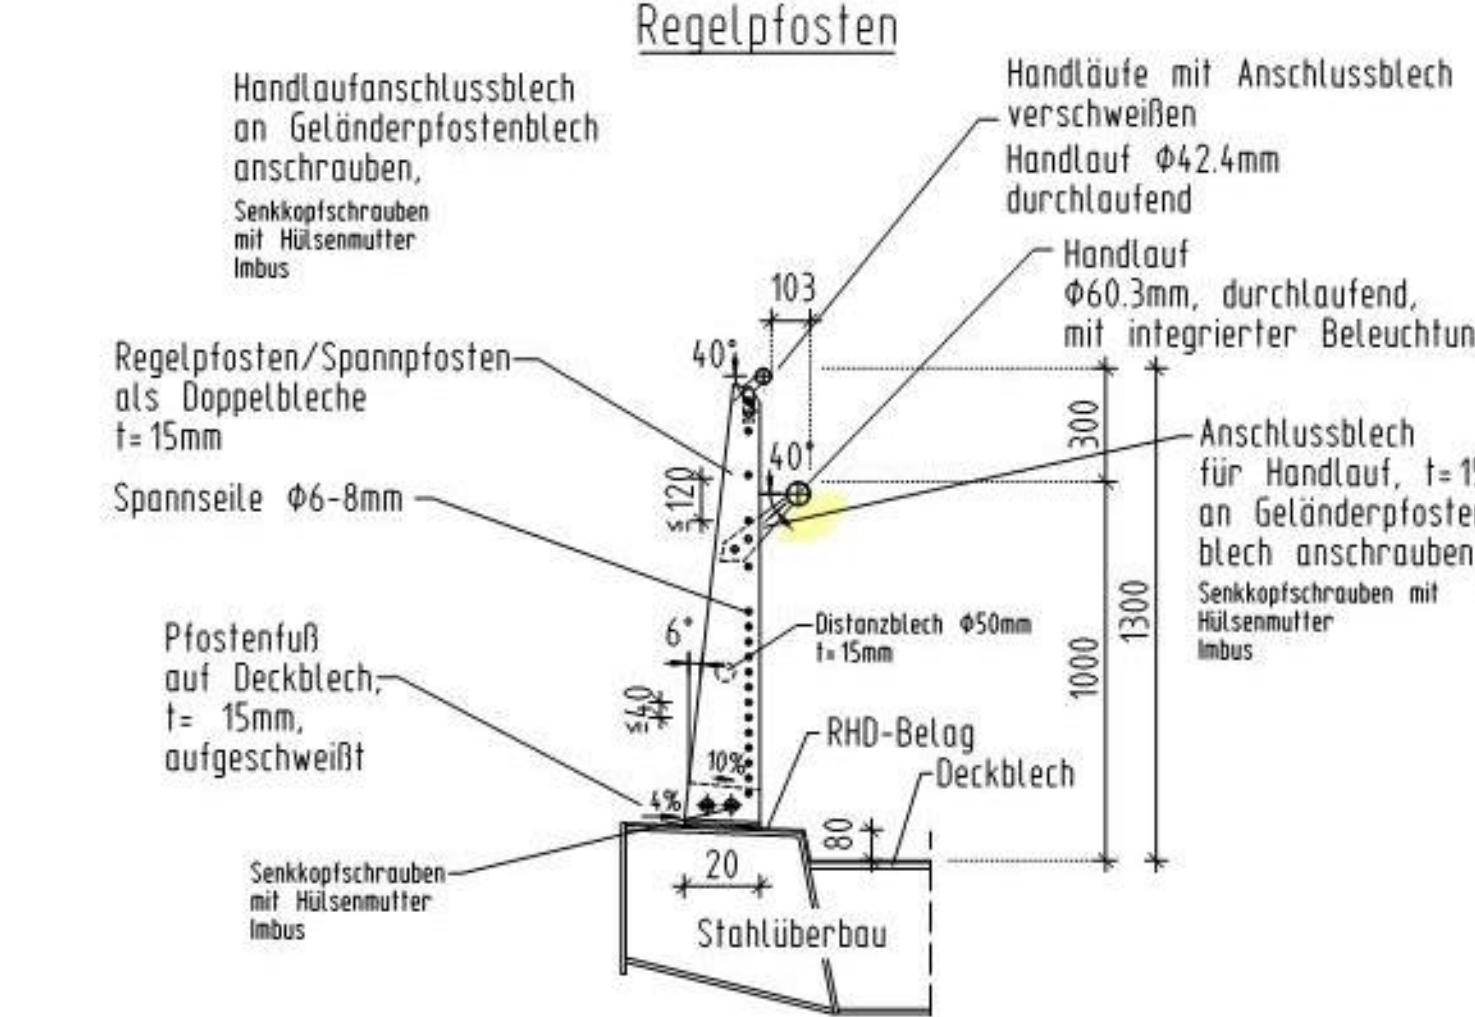 Regelpfosten
Handlaufanschlussblech
an Geländerpfostenblech
anschrauben,
Senkkopfschrauben
mit Hülsenmutter
Imbus
Handläufe mit Anschlussblech
verschweißen
Handlauf Φ42.4mm
durchlaufend
Handlauf
Φ60.3mm, durchlaufend,
mit integrierter Beleuchtun
103
40°
Regelpfosten/Spannpfosten
als Doppelbleche
t=15mm
Spannseile Φ6-8mm
≤120
40°
300
1000
1300
Anschlussblech
für Handlauf, t=1
an Geländerpfoste
blech anschrauben
Senkkopfschrauben mit
Hülsenmutter
Imbus
Pfostenfuß
auf Deckblech,
t= 15mm,
aufgeschweißt
6°
Distanzblech Φ50mm
t=15mm
≤40
10%
4%
RHD-Belag
Deckblech
80
20
Senkkopfschrauben
mit Hülsenmutter
Imbus
Stahlüberbau